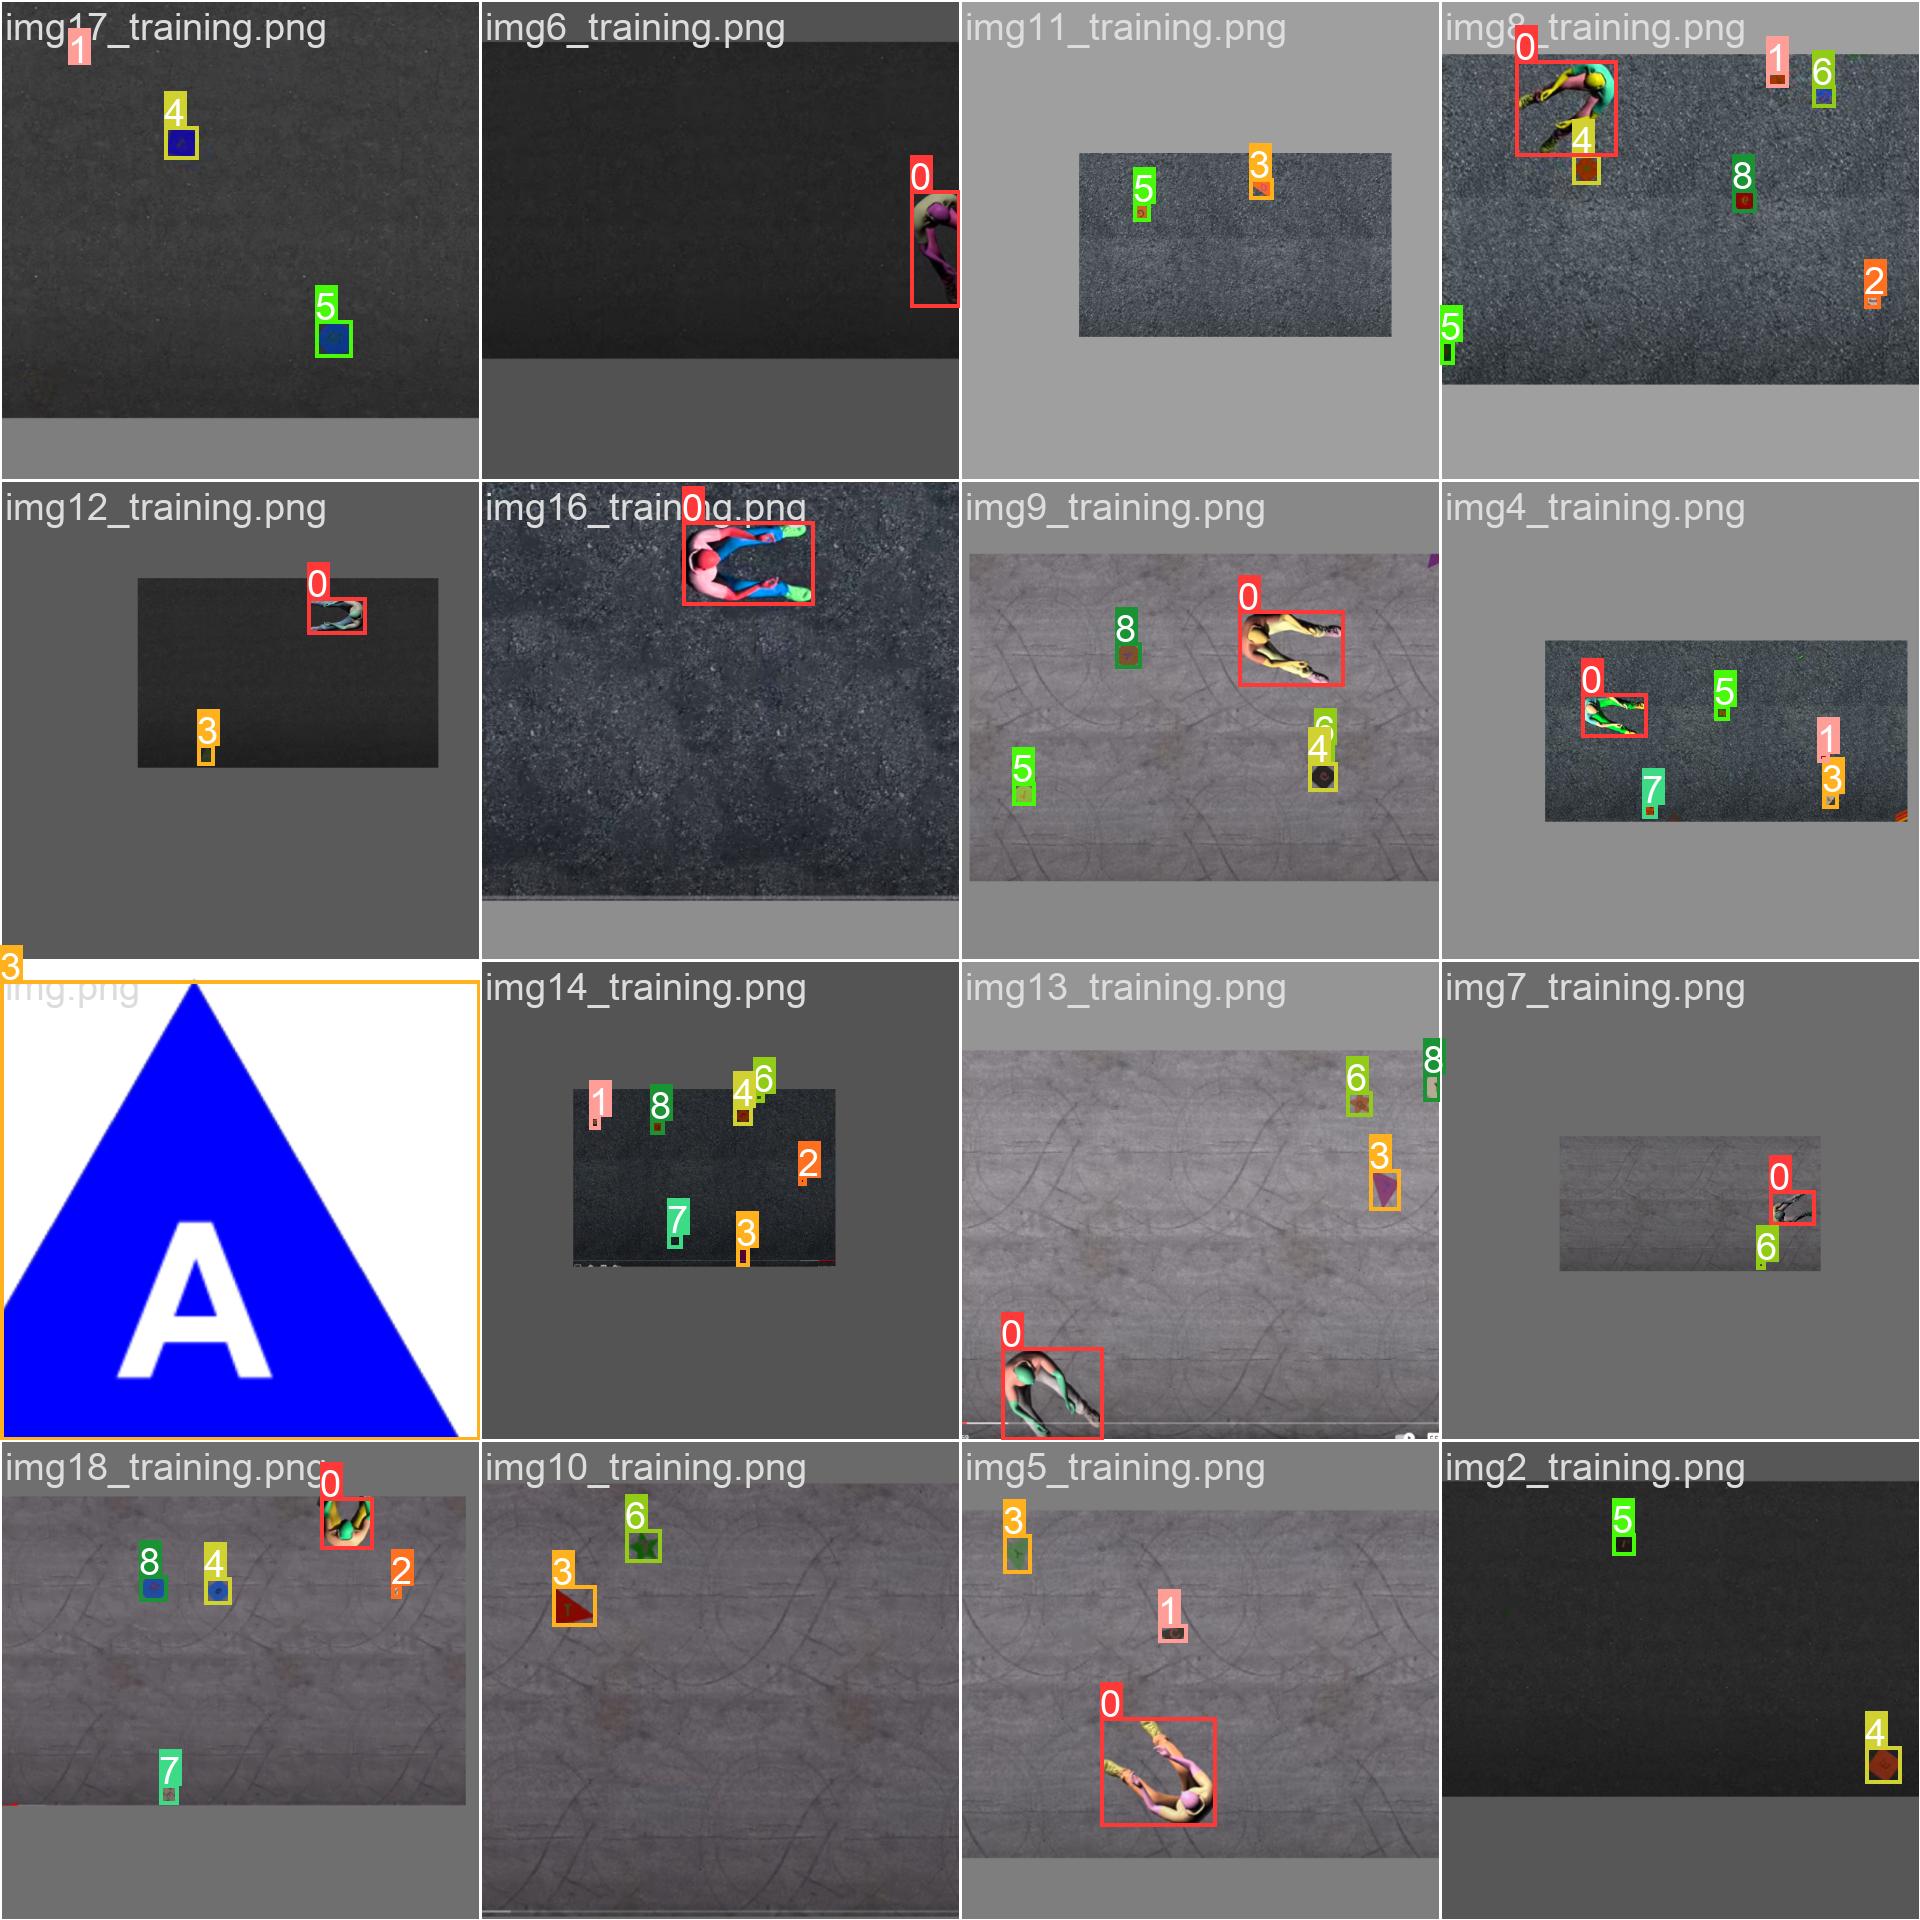 img17_training.png
1
4
5
img6_training.png
0
img11_training.png
5
3
img8_training.png
0
1
6
4
8
2
5
img12_training.png
0
3
img16_training.png
0
img9_training.png
8
0
6
4
5
img4_training.png
0
5
1
3
7
3
img.png
A
img14_training.png
1
8
4
6
2
7
3
img13_training.png
6
8
3
0
img7_training.png
0
6
img18_training.png
0
8
4
2
7
img10_training.png
6
3
T
img5_training.png
3
1
0
img2_training.png
5
4